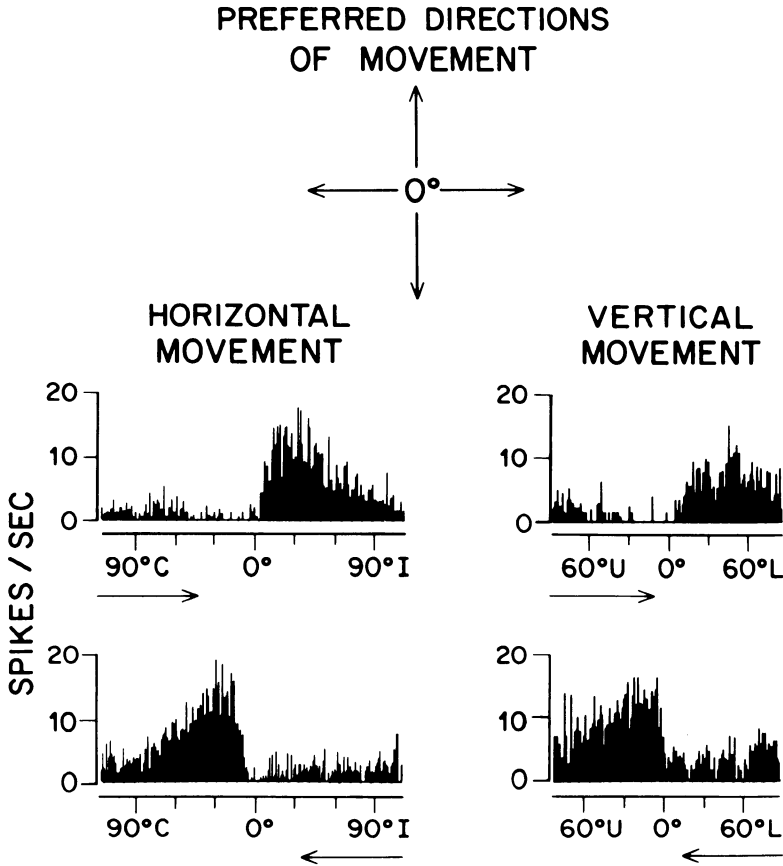 PREFERRED DIRECTIONS
OF MOVEMENT
0°
HORIZONTAL
MOVEMENT
VERTICAL
MOVEMENT
SPIKES / SEC
20
10
0
90°C 0° 90°I
20
10
0
60°U 0° 60°L
20
10
0
90°C 0° 90°I
20
10
0
60°U 0° 60°L